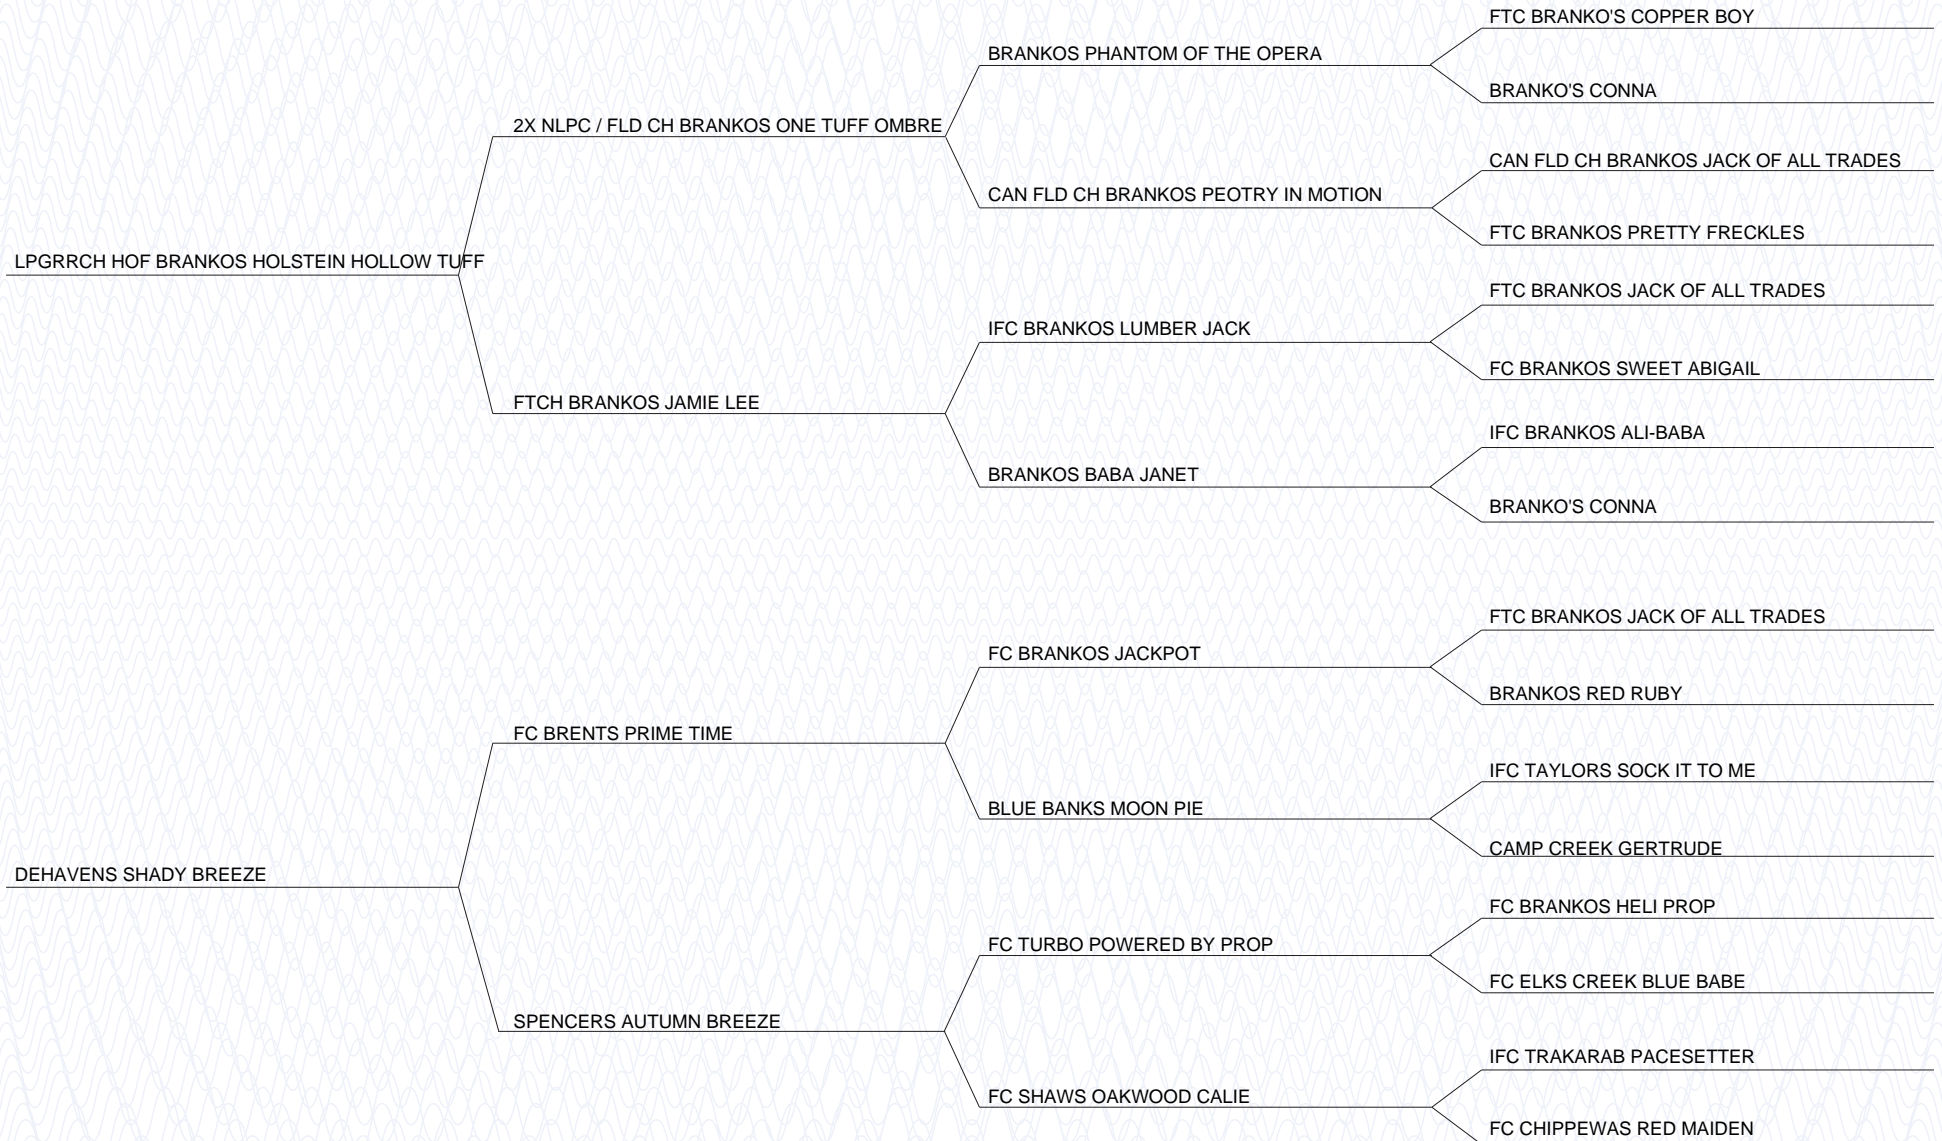 FTC BRANKO'S COPPER BOY
BRANKOS PHANTOM OF THE OPERA
BRANKO'S CONNA
2X NLPC / FLD CH BRANKOS ONE TUFF OMBRE
CAN FLD CH BRANKOS JACK OF ALL TRADES
CAN FLD CH BRANKOS PEOTRY IN MOTION
FTC BRANKOS PRETTY FRECKLES
LPGRRCH HOF BRANKOS HOLSTEIN HOLLOW TUFF
FTC BRANKOS JACK OF ALL TRADES
IFC BRANKOS LUMBER JACK
FC BRANKOS SWEET ABIGAIL
FTCH BRANKOS JAMIE LEE
IFC BRANKOS ALI-BABA
BRANKOS BABA JANET
BRANKO'S CONNA
FTC BRANKOS JACK OF ALL TRADES
FC BRANKOS JACKPOT
BRANKOS RED RUBY
FC BRENTS PRIME TIME
IFC TAYLORS SOCK IT TO ME
BLUE BANKS MOON PIE
CAMP CREEK GERTRUDE
DEHAVENS SHADY BREEZE
FC BRANKOS HELI PROP
FC TURBO POWERED BY PROP
FC ELKS CREEK BLUE BABE
SPENCERS AUTUMN BREEZE
IFC TRAKARAB PACESETTER
FC SHAWS OAKWOOD CALIE
FC CHIPPEWAS RED MAIDEN